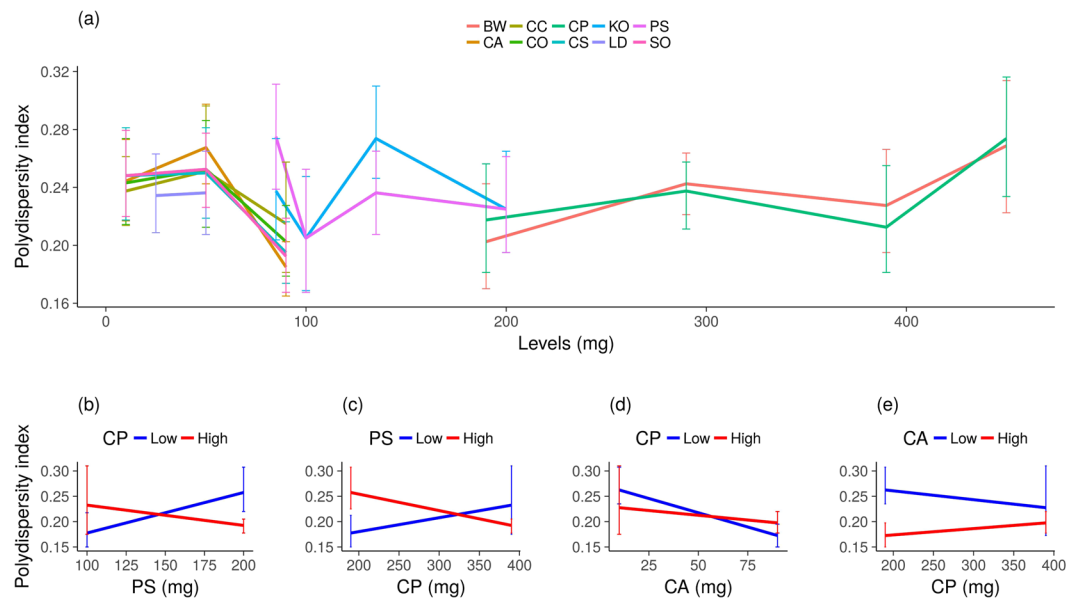 (a)
BW CC CP KO PS
CA CO CS LD SO
Polydispersity index
0.32
0.28
0.24
0.20
0.16
0 100 200 300 400
Levels (mg)
(b) (c) (d) (e)
CP Low High PS Low High CP Low High CA Low High
Polydispersity index
0.30 0.30 0.30 0.30
0.25 0.25 0.25 0.25
0.20 0.20 0.20 0.20
0.15 0.15 0.15 0.15
100 125 150 175 200 200 250 300 350 400 25 50 75 200 250 300 350 400
PS (mg) CP (mg) CA (mg) CP (mg)